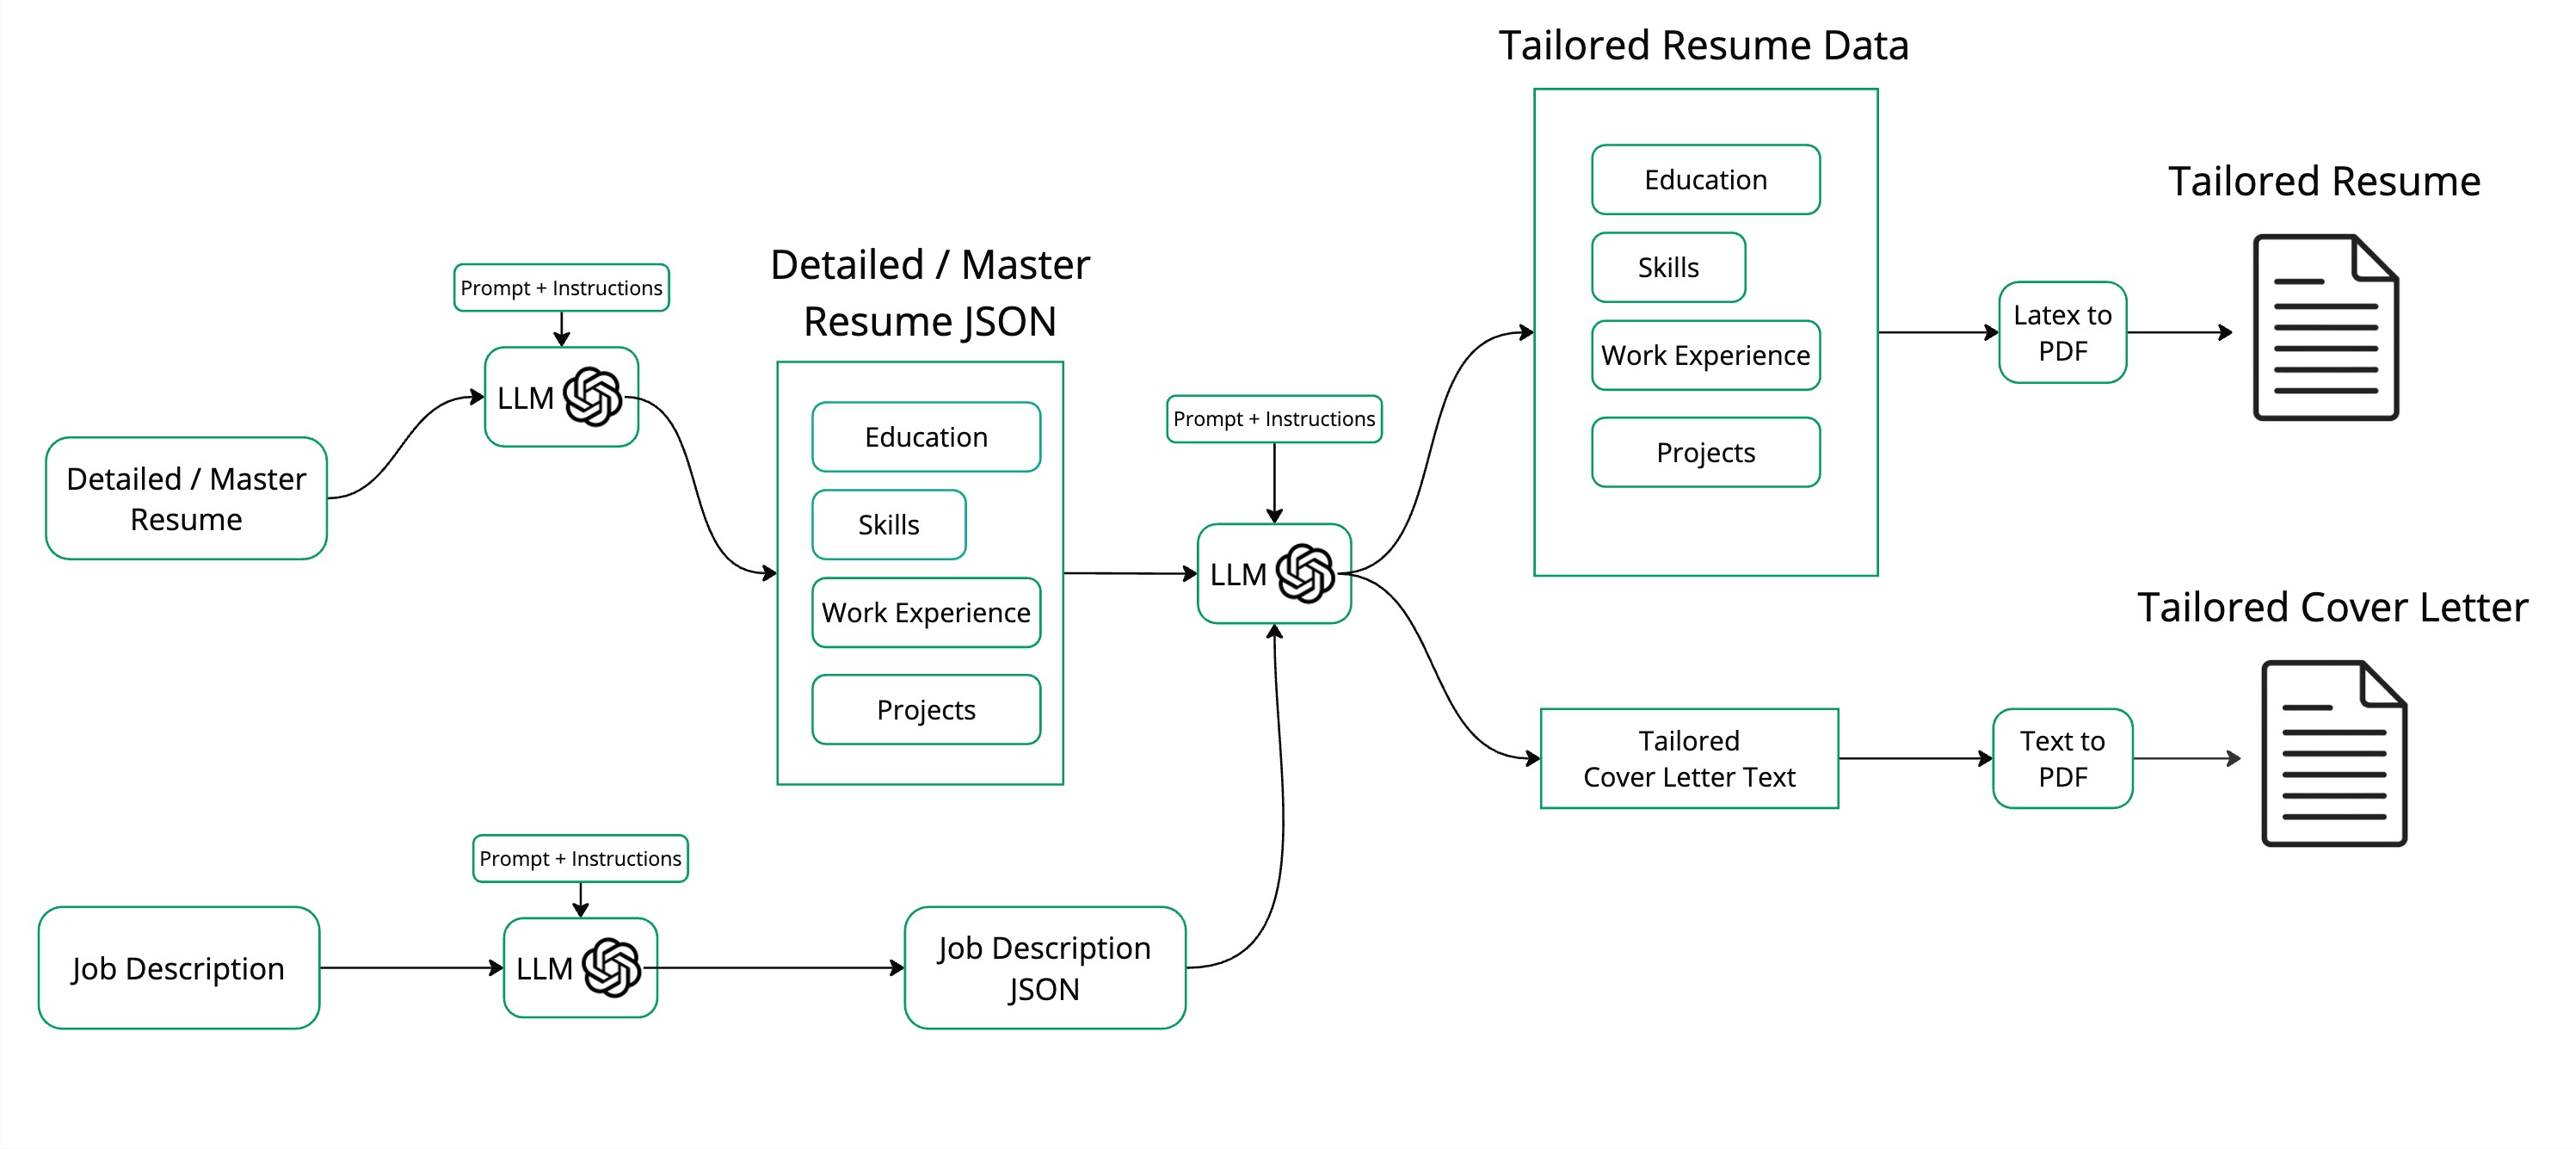 Tailored Resume Data
Education
Skills
Work Experience
Projects
Latex to
PDF
Tailored Resume
Prompt + Instructions
LLM
Detailed / Master
Resume
Detailed / Master
Resume JSON
Education
Skills
Work Experience
Projects
Prompt + Instructions
LLM
Tailored
Cover Letter Text
Text to
PDF
Tailored Cover Letter
Prompt + Instructions
Job Description
LLM
Job Description
JSON